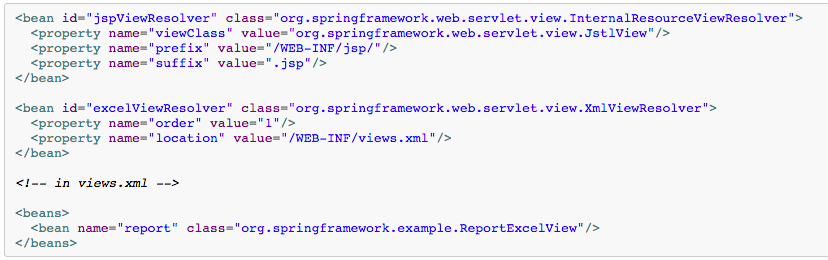 <bean id="jspViewResolver" class="org.springframework.web.servlet.view.InternalResourceViewResolver">
  <property name="viewClass" value="org.springframework.web.servlet.view.JstlView"/>
  <property name="prefix" value="/WEB-INF/jsp/"/>
  <property name="suffix" value=".jsp"/>
</bean>

<bean id="excelViewResolver" class="org.springframework.web.servlet.view.XmlViewResolver">
  <property name="order" value="1"/>
  <property name="location" value="/WEB-INF/views.xml"/>
</bean>

<!-- in views.xml -->

<beans>
  <bean name="report" class="org.springframework.example.ReportExcelView"/>
</beans>